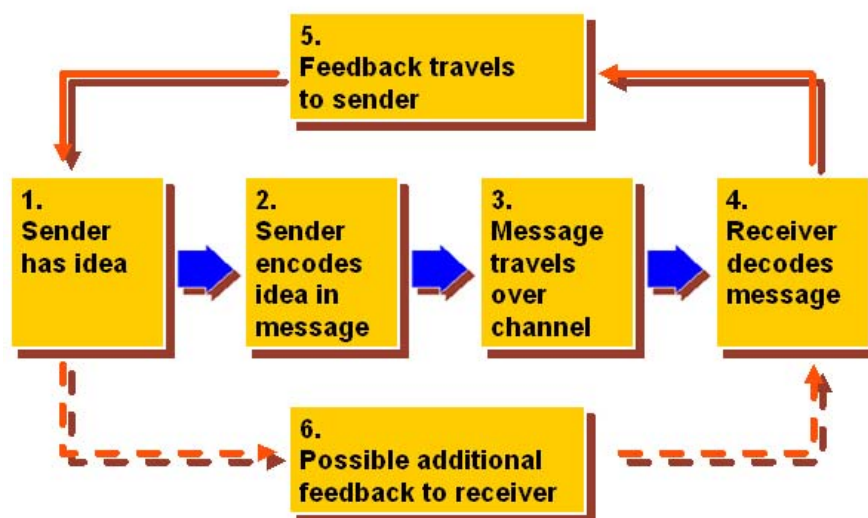 1.
Sender
has idea
2.
Sender
encodes
idea in
message
3.
Message
travels
over
channel
4.
Receiver
decodes
message
5.
Feedback travels
to sender
6.
Possible additional
feedback to receiver